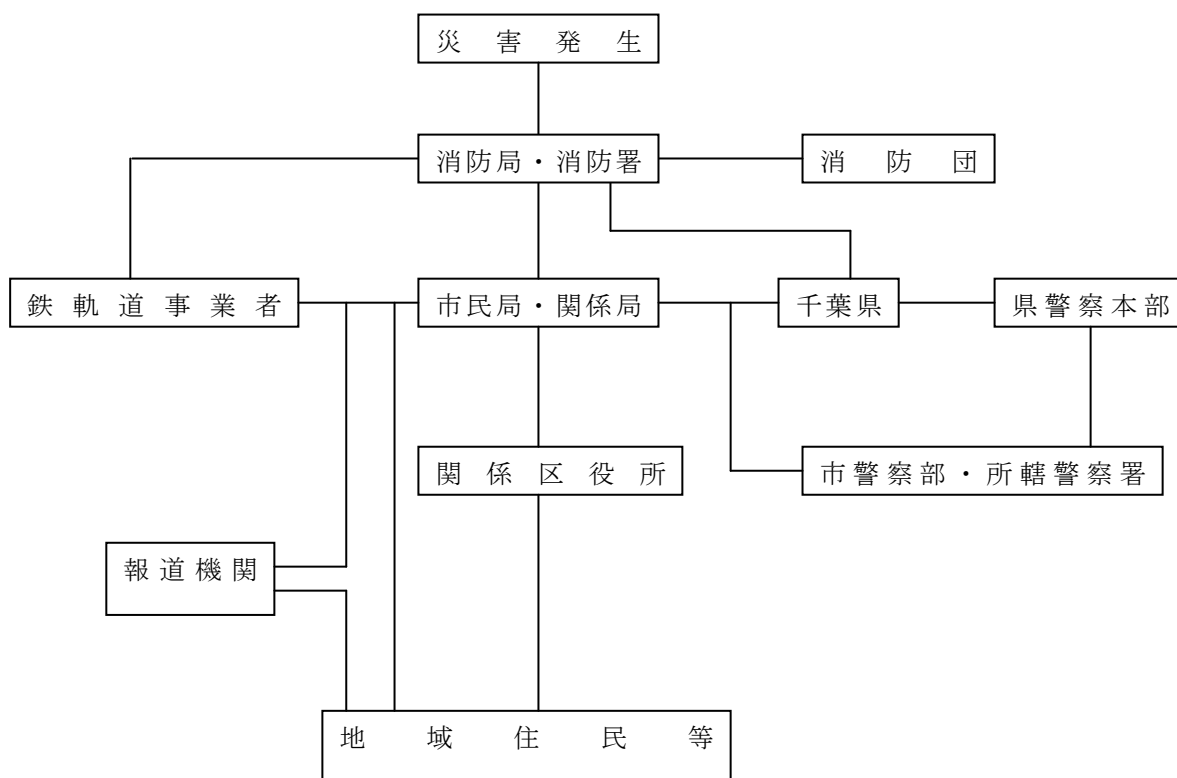 災害発生
消防局・消防署
消防団
鉄軌道事業者
市民局・関係局
千葉県
県警察本部
関係区役所
市警察部・所轄警察署
報道機関
地域住民等